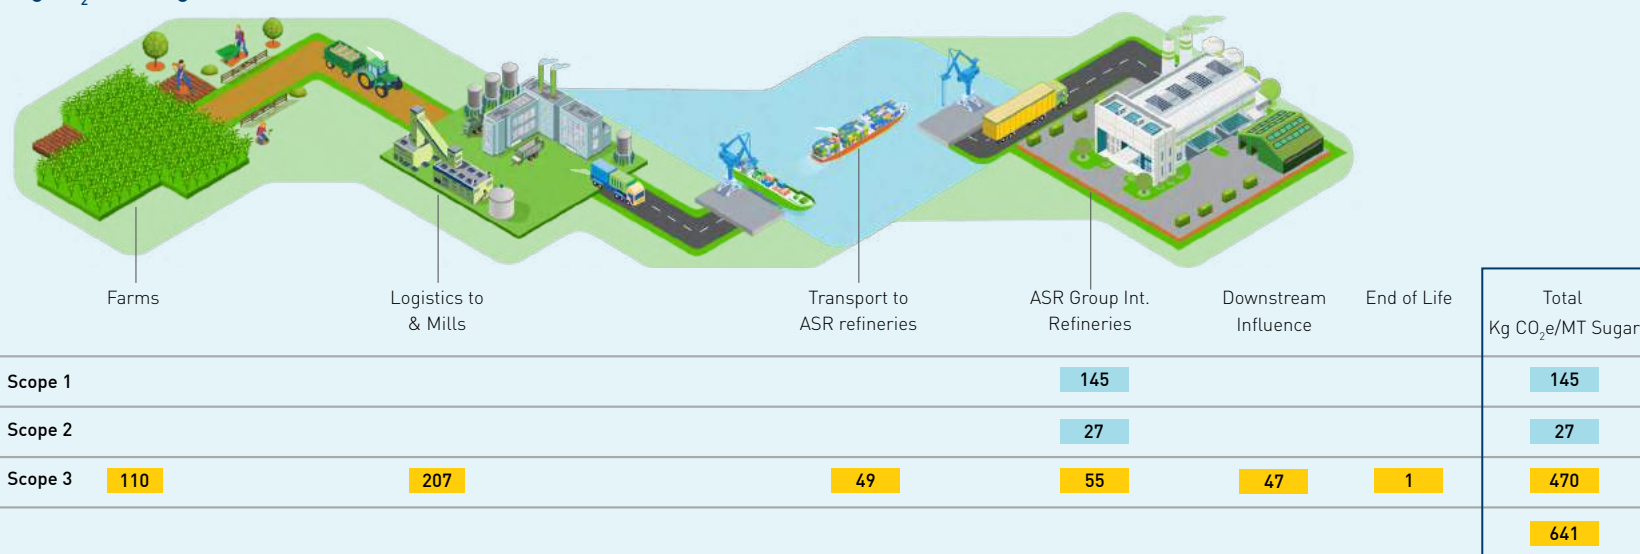 Farms
Logistics to
& Mills
Transport to
ASR refineries
ASR Group Int.
Refineries
Downstream
Influence
End of Life
Total
Kg CO₂e/MT Sugar
Scope 1 145 145
Scope 2 27 27
Scope 3 110 207 49 55 47 1 470
641